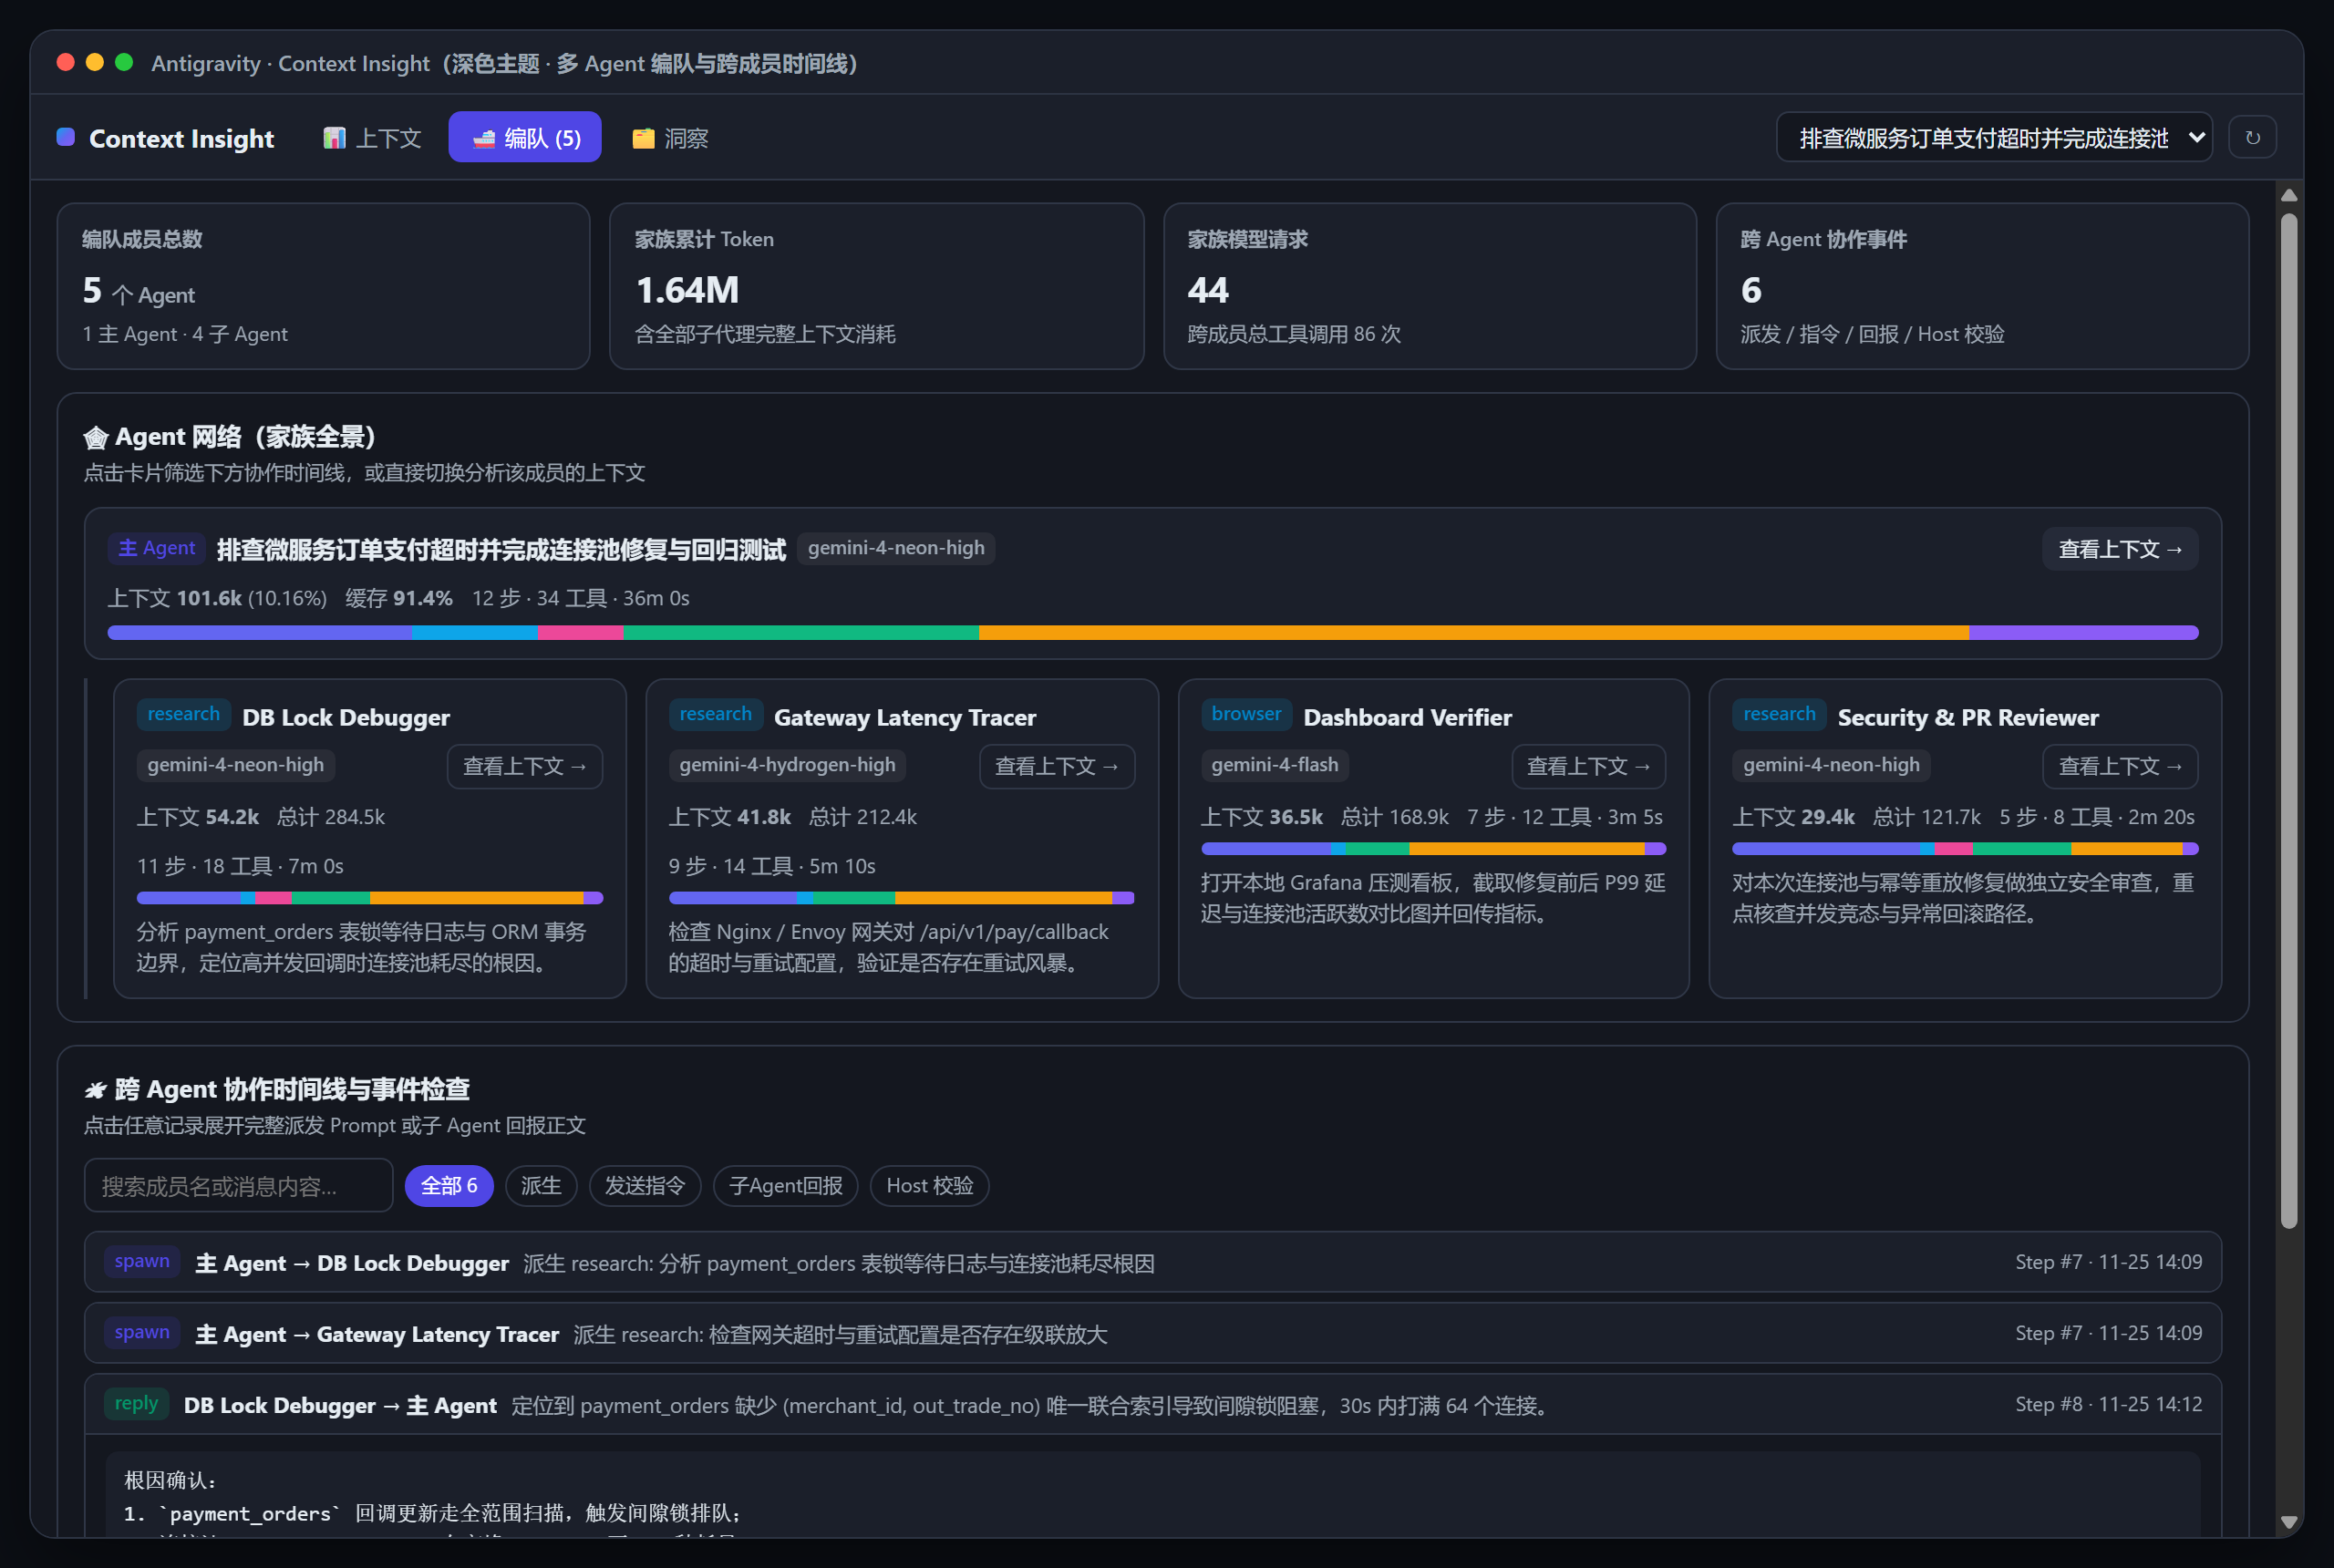 Antigravity · Context Insight（深色主题 · 多 Agent 编队与跨成员时间线）
Context Insight
上下文
编队 (5)
洞察
排查微服务订单支付超时并完成连接池
编队成员总数
5 个 Agent
1 主 Agent · 4 子 Agent
家族累计 Token
1.64M
含全部子代理完整上下文消耗
家族模型请求
44
跨成员总工具调用 86 次
跨 Agent 协作事件
6
派发 / 指令 / 回报 / Host 校验
Agent 网络（家族全景）
点击卡片筛选下方协作时间线，或直接切换分析该成员的上下文
主 Agent 排查微服务订单支付超时并完成连接池修复与回归测试 gemini-4-neon-high
查看上下文 →
上下文 101.6k (10.16%) 缓存 91.4% 12 步 · 34 工具 · 36m 0s
research DB Lock Debugger
gemini-4-neon-high 查看上下文 →
上下文 54.2k 总计 284.5k
11 步 · 18 工具 · 7m 0s
分析 payment_orders 表锁等待日志与 ORM 事务
边界，定位高并发回调时连接池耗尽的根因。
research Gateway Latency Tracer
gemini-4-hydrogen-high 查看上下文 →
上下文 41.8k 总计 212.4k
9 步 · 14 工具 · 5m 10s
检查 Nginx / Envoy 网关对 /api/v1/pay/callback
的超时与重试配置，验证是否存在重试风暴。
browser Dashboard Verifier
gemini-4-flash 查看上下文 →
上下文 36.5k 总计 168.9k 7 步 · 12 工具 · 3m 5s
打开本地 Grafana 压测看板，截取修复前后 P99 延
迟与连接池活跃数对比图并回传指标。
research Security & PR Reviewer
gemini-4-neon-high 查看上下文 →
上下文 29.4k 总计 121.7k 5 步 · 8 工具 · 2m 20s
对本次连接池与幂等重放修复做独立安全审查，重
点核查并发竞态与异常回滚路径。
跨 Agent 协作时间线与事件检查
点击任意记录展开完整派发 Prompt 或子 Agent 回报正文
搜索成员名或消息内容...
全部 6
派生
发送指令
子Agent回报
Host 校验
spawn 主 Agent → DB Lock Debugger 派生 research: 分析 payment_orders 表锁等待日志与连接池耗尽根因 Step #7 · 11-25 14:09
spawn 主 Agent → Gateway Latency Tracer 派生 research: 检查网关超时与重试配置是否存在级联放大 Step #7 · 11-25 14:09
reply DB Lock Debugger → 主 Agent 定位到 payment_orders 缺少 (merchant_id, out_trade_no) 唯一联合索引导致间隙锁阻塞，30s 内打满 64 个连接。 Step #8 · 11-25 14:12
根因确认：
1. `payment_orders` 回调更新走全范围扫描，触发间隙锁排队；